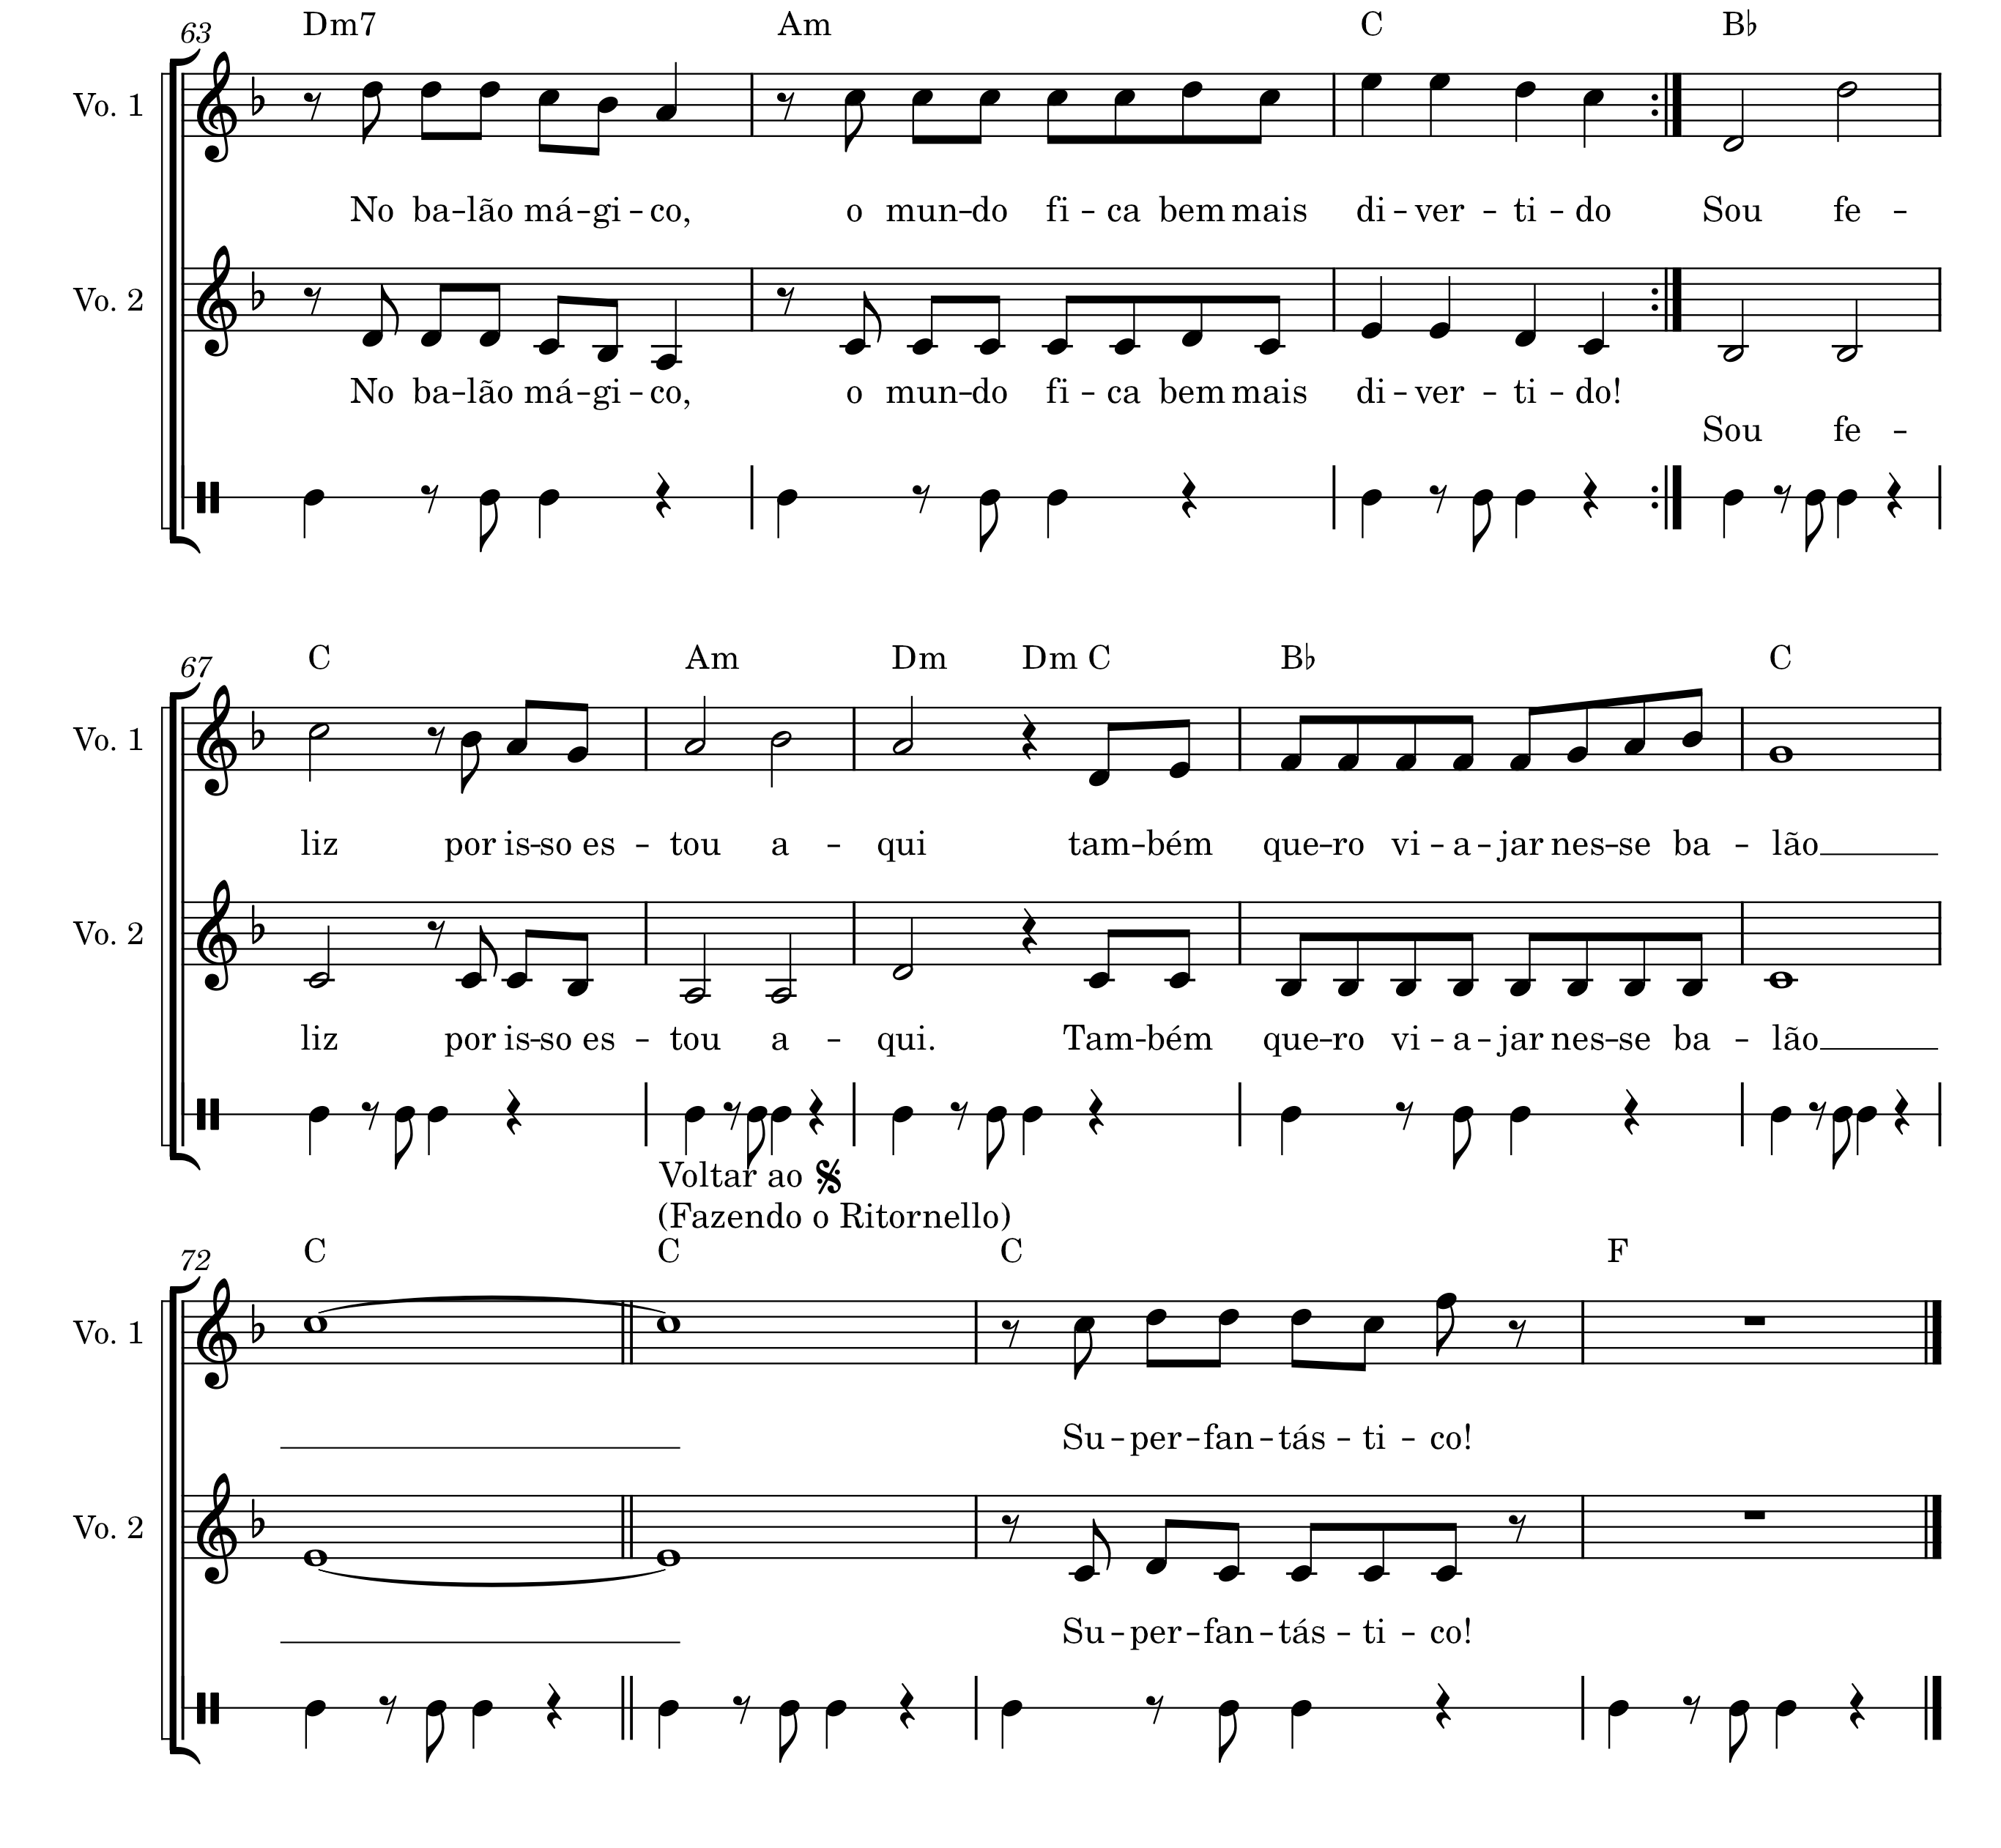 63 Dm7 Am C B♭
Vo. 1
No ba – lão má – gi – co, o mun – do fi – ca bem mais di – ver – ti – do Sou fe –
Vo. 2
No ba – lão má – gi – co, o mun – do fi – ca bem mais di – ver – ti – do!
Sou fe –
67 C Am Dm Dm C B♭ C
Vo. 1
liz por is – so es – tou a – qui tam – bém que – ro vi – a – jar nes – se ba – lão
Vo. 2
liz por is – so es – tou a – qui. Tam – bém que – ro vi – a – jar nes – se ba – lão
Voltar ao
(Fazendo o Ritornello)
72 C C C F
Vo. 1
Su – per – fan – tás – ti – co!
Vo. 2
Su – per – fan – tás – ti – co!